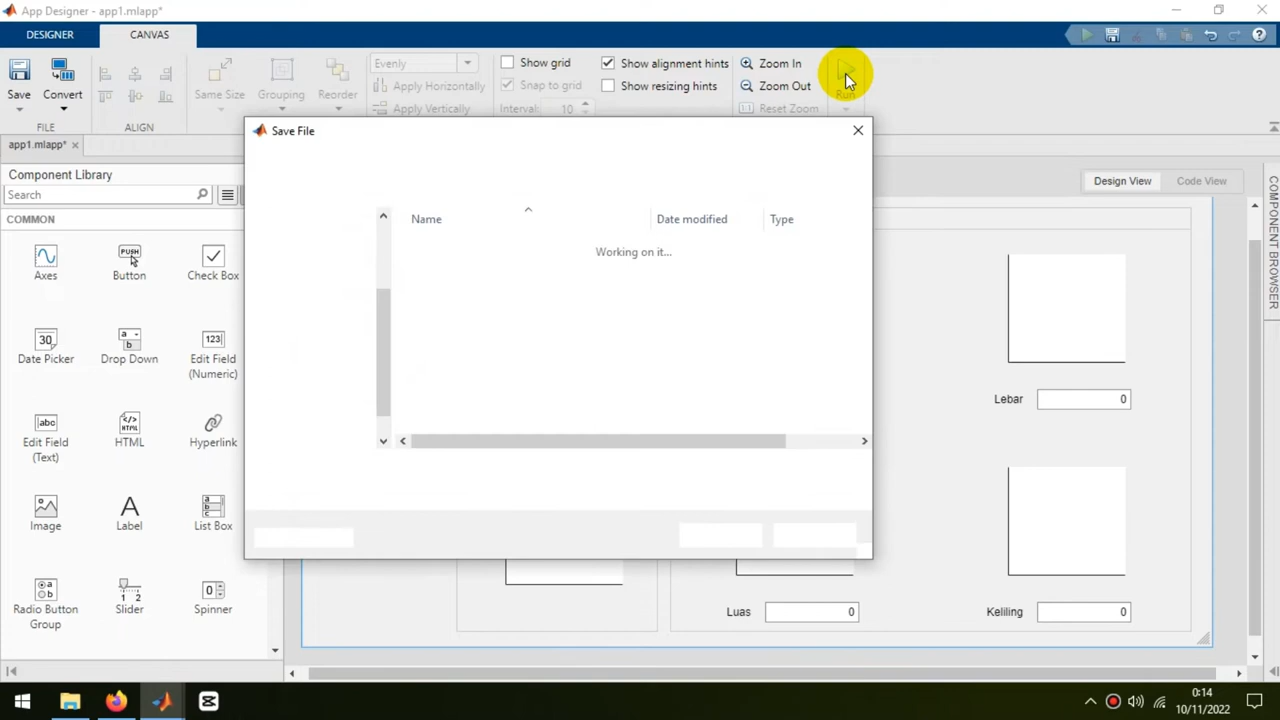 App Designer - app1.mlapp*
DESIGNER
CANVAS
Save
Convert
FILE
ALIGN
Same Size
Grouping
Reorder
Evenly
Apply Horizontally
Apply Vertically
Show grid
Snap to grid
Interval: 10
Show alignment hints
Show resizing hints
Zoom In
Zoom Out
Reset Zoom
Run
app1.mlapp*
Component Library
Search
COMMON
Axes
Button
Check Box
Date Picker
Drop Down
Edit Field
(Numeric)
Edit Field
(Text)
HTML
Hyperlink
Image
Label
List Box
Radio Button
Group
Slider
Spinner
Save File
Name
Date modified
Type
Working on it...
Design View
Code View
COMPONENT BROWSER
Lebar 0
Luas 0
Keliling 0
0:14
10/11/2022